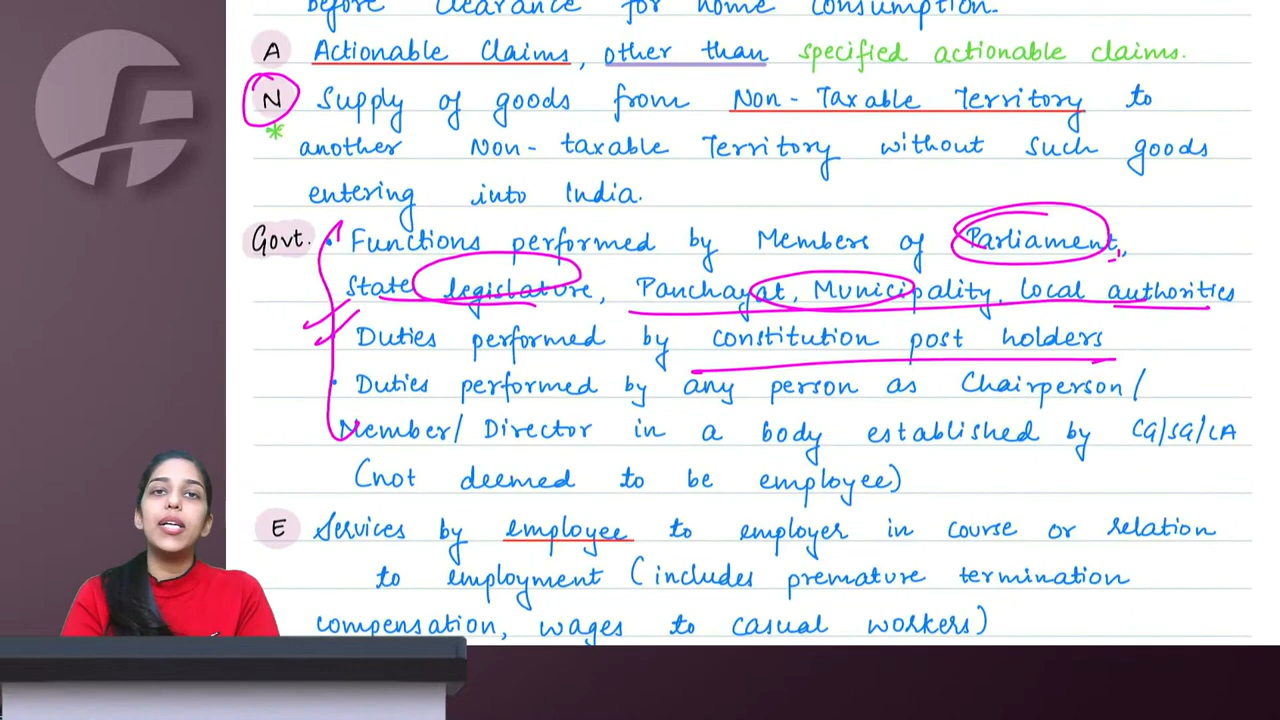 before clearance for home consumption.
A Actionable Claims, other than specified actionable claims.
N Supply of goods from Non-Taxable Territory to
* another Non-taxable Territory without such goods
entering into India.
Govt. • Functions performed by Members of Parliament,
State legislature, Panchayat, Municipality, local authorities
Duties performed by constitution post holders
• Duties performed by any person as Chairperson/
Member/Director in a body established by CG/SG/LA
(not deemed to be employee)
E Services by employee to employer in course or relation
to employment (includes premature termination
compensation, wages to casual workers)